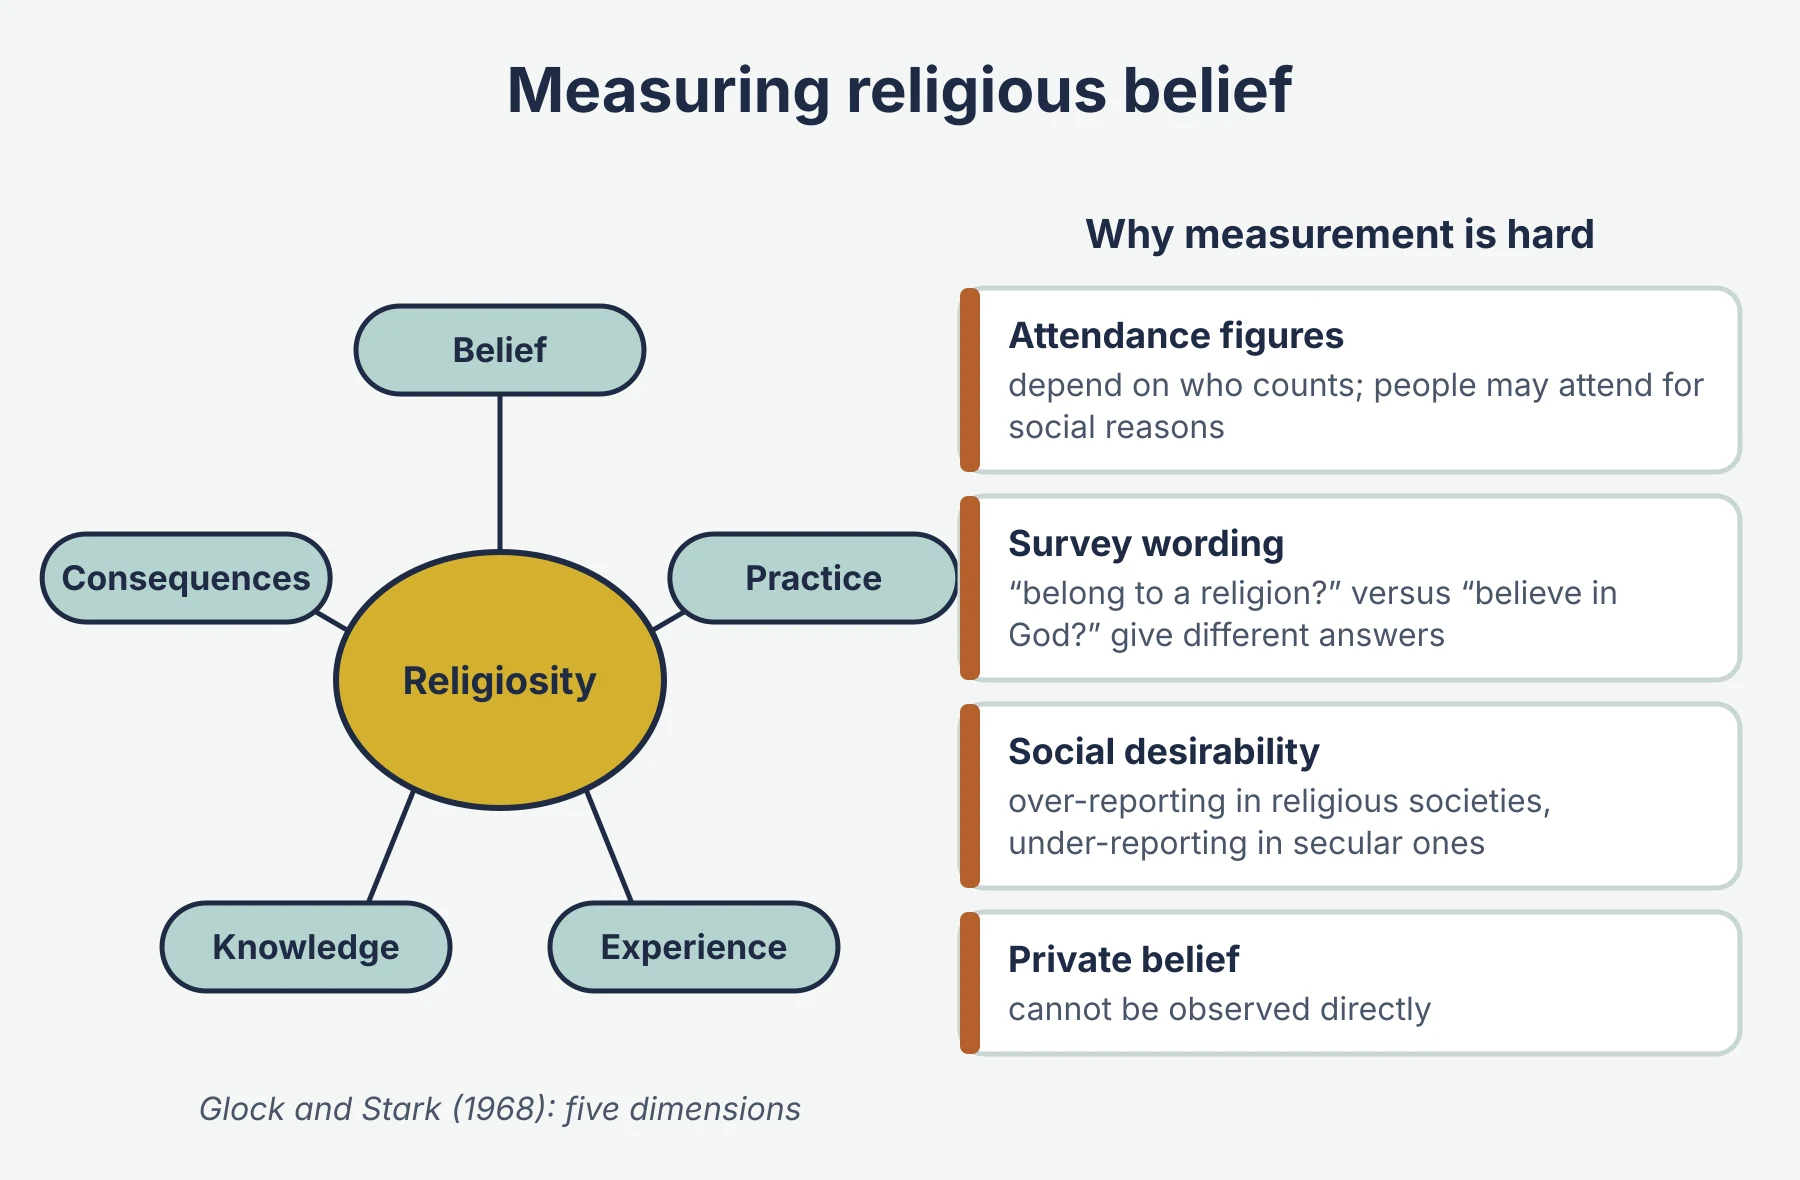 Measuring religious belief
Belief
Consequences
Practice
Religiosity
Knowledge
Experience
Glock and Stark (1968): five dimensions
Why measurement is hard
Attendance figures
depend on who counts; people may attend for
social reasons
Survey wording
“belong to a religion?” versus “believe in
God?” give different answers
Social desirability
over-reporting in religious societies,
under-reporting in secular ones
Private belief
cannot be observed directly